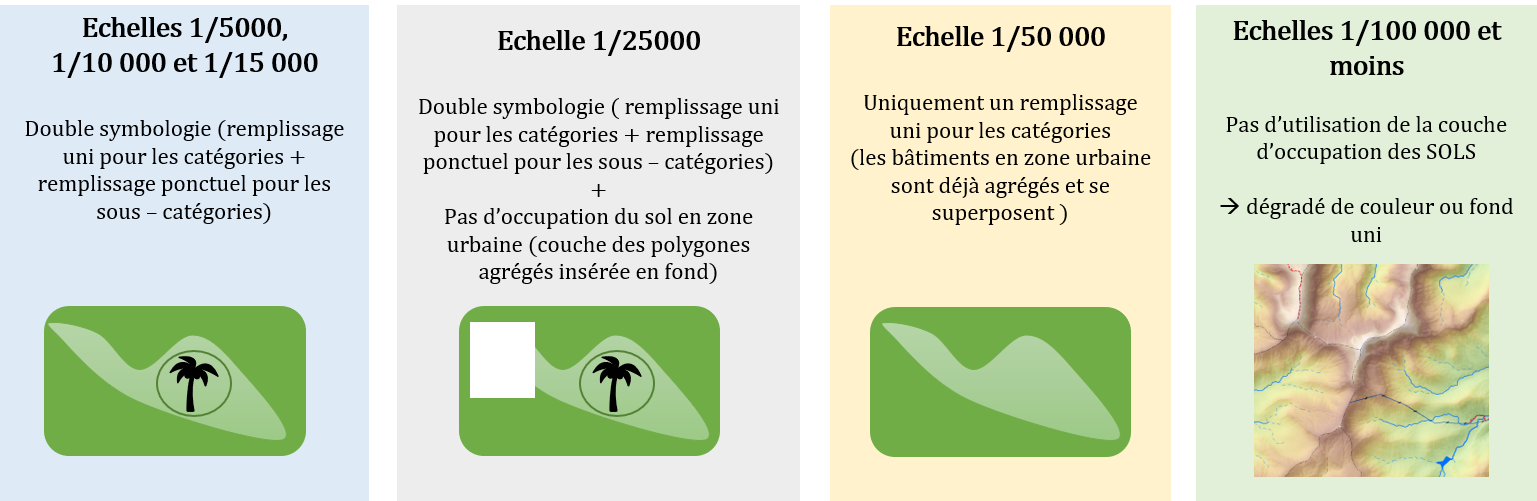 Echelles 1/5000,
1/10 000 et 1/15 000
Double symbologie (remplissage
uni pour les catégories +
remplissage ponctuel pour les
sous – catégories)
Echelle 1/25000
Double symbologie ( remplissage uni
pour les catégories + remplissage
ponctuel pour les sous – catégories)
+
Pas d’occupation du sol en zone
urbaine (couche des polygones
agrégés insérée en fond)
Echelle 1/50 000
Uniquement un remplissage
uni pour les catégories
(les bâtiments en zone urbaine
sont déjà agrégés et se
superposent )
Echelles 1/100 000 et
moins
Pas d’utilisation de la couche
d’occupation des SOLS
→ dégradé de couleur ou fond
uni